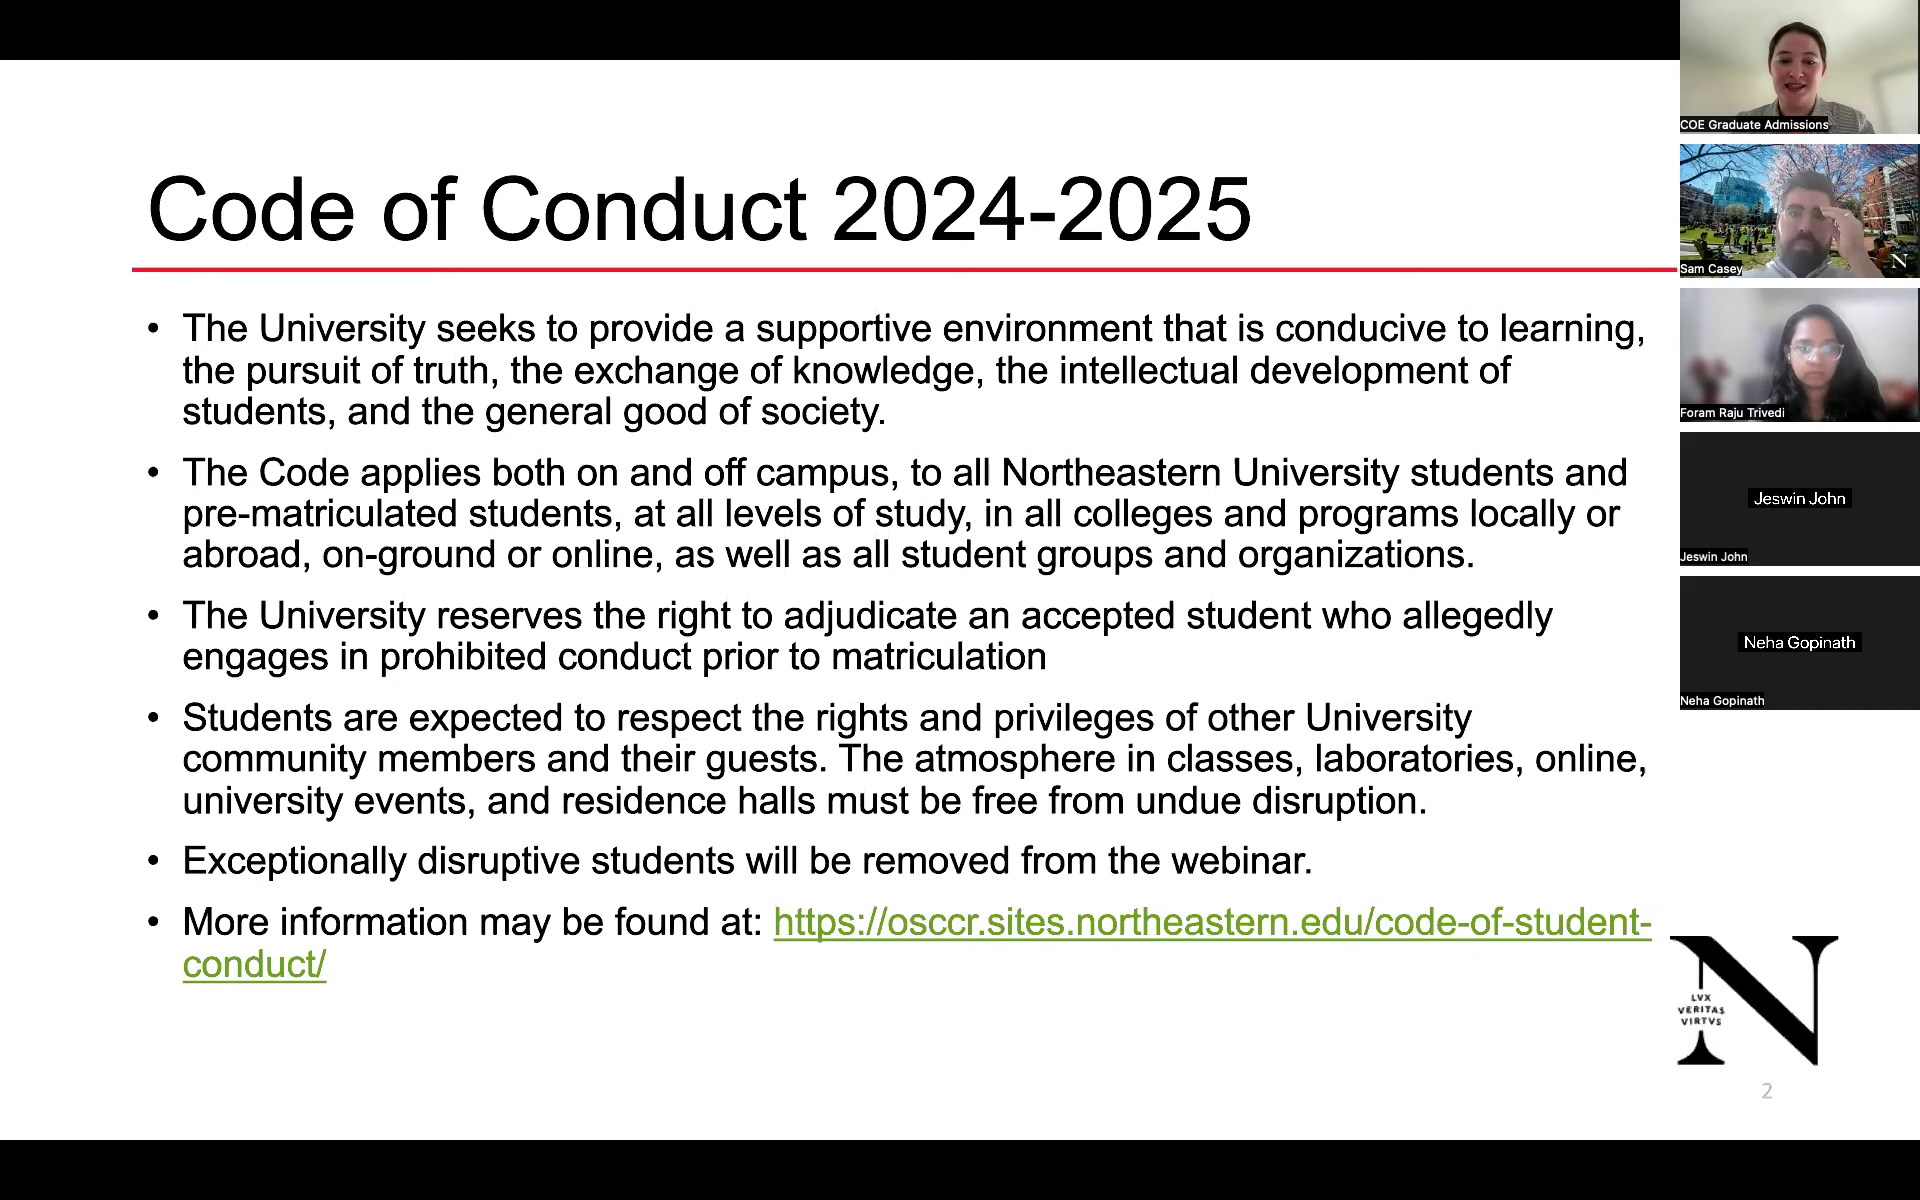 Code of Conduct 2024-2025
• The University seeks to provide a supportive environment that is conducive to learning,
the pursuit of truth, the exchange of knowledge, the intellectual development of
students, and the general good of society.
• The Code applies both on and off campus, to all Northeastern University students and
pre-matriculated students, at all levels of study, in all colleges and programs locally or
abroad, on-ground or online, as well as all student groups and organizations.
• The University reserves the right to adjudicate an accepted student who allegedly
engages in prohibited conduct prior to matriculation
• Students are expected to respect the rights and privileges of other University
community members and their guests. The atmosphere in classes, laboratories, online,
university events, and residence halls must be free from undue disruption.
• Exceptionally disruptive students will be removed from the webinar.
• More information may be found at: https://osccr.sites.northeastern.edu/code-of-student-
conduct/
N
LVX
VERITAS
VIRTVS
2
COE Graduate Admissions
N
Sam Casey
Foram Raju Trivedi
Jeswin John
Jeswin John
Neha Gopinath
Neha Gopinath